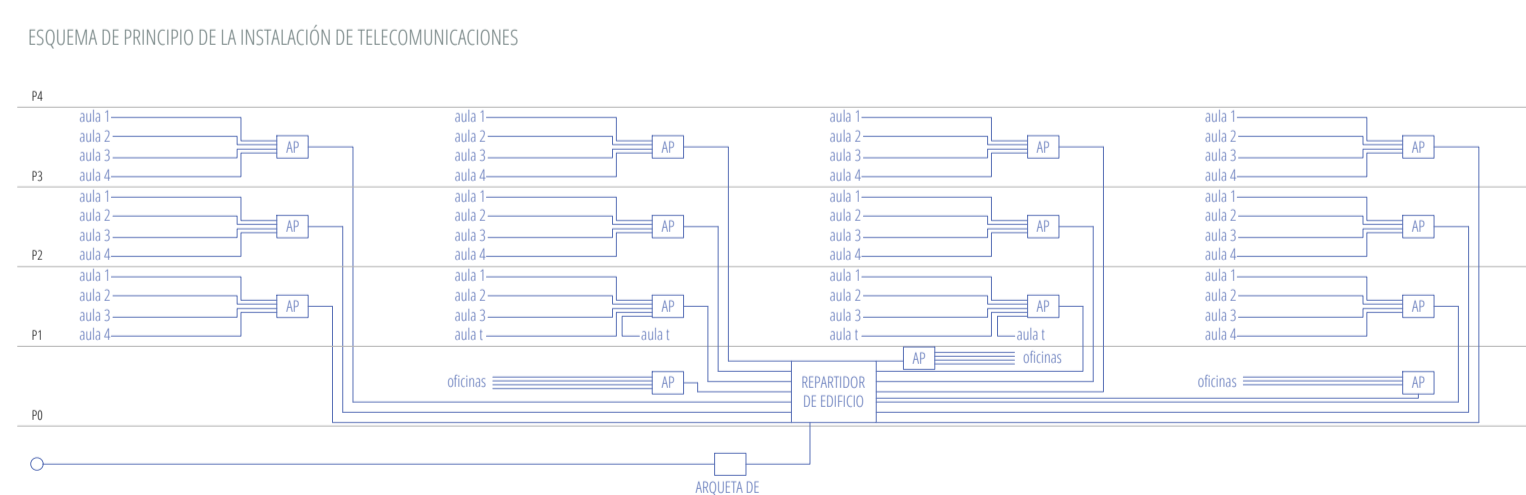 ESQUEMA DE PRINCIPIO DE LA INSTALACIÓN DE TELECOMUNICACIONES
P4
aula 1 aula 1 aula 1 aula 1
aula 2 aula 2 aula 2 aula 2
AP AP AP AP
aula 3 aula 3 aula 3 aula 3
aula 4 aula 4 aula 4 aula 4
P3
aula 1 aula 1 aula 1 aula 1
aula 2 aula 2 aula 2 aula 2
AP AP AP AP
aula 3 aula 3 aula 3 aula 3
aula 4 aula 4 aula 4 aula 4
P2
aula 1 aula 1 aula 1 aula 1
aula 2 aula 2 aula 2 aula 2
AP AP AP AP
aula 3 aula 3 aula 3 aula 3
aula 4 aula t aula t aula t aula t aula 4
P1
AP oficinas
oficinas AP REPARTIDOR oficinas AP
DE EDIFICIO
P0
ARQUETA DE